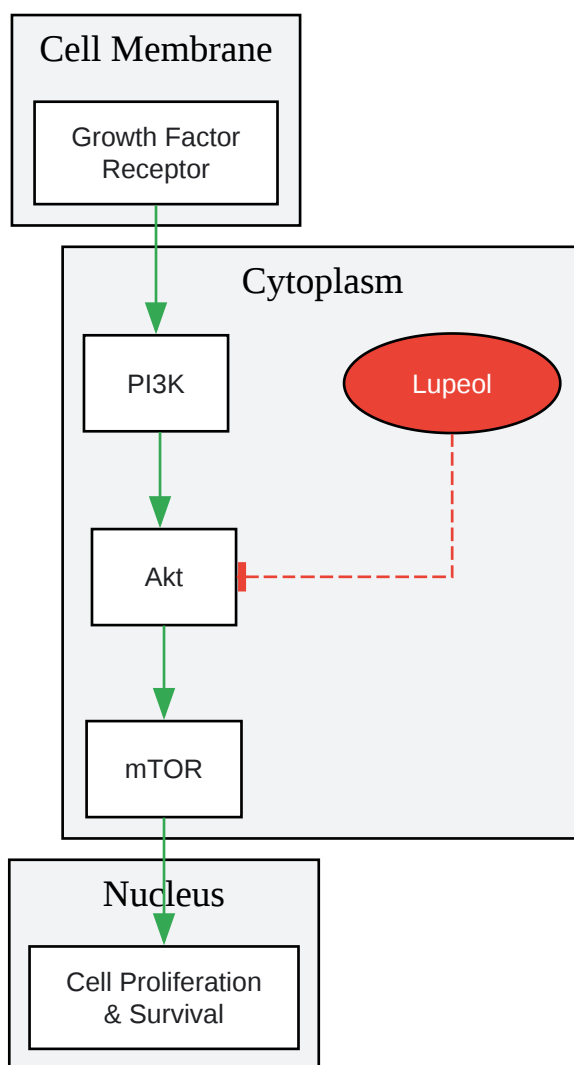 Cell Membrane
Growth Factor
Receptor
Cytoplasm
PI3K
Lupeol
Akt
mTOR
Nucleus
Cell Proliferation
& Survival